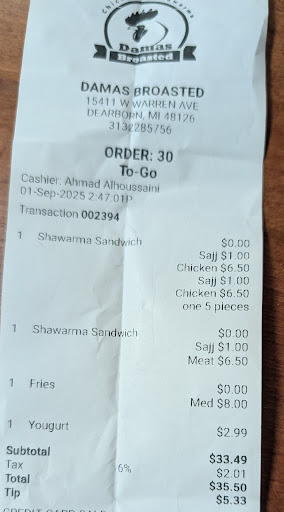 Damas
Broasted
DAMAS BROASTED
15411 W WARREN AVE
DEARBORN, MI 48126
3132285756
ORDER: 30
To-Go
Cashier: Ahmad Alhoussaini
01-Sep-2025 2:47:01P
Transaction 002394
1 Shawarma Sandwich $0.00
Sajj $1.00
Chicken $6.50
Sajj $1.00
Chicken $6.50
one 5 pieces
1 Shawarma Sandwich $0.00
Sajj $1.00
Meat $6.50
1 Fries $0.00
Med $8.00
1 Yougurt $2.99
Subtotal $33.49
Tax 6% $2.01
Total $35.50
Tip $5.33